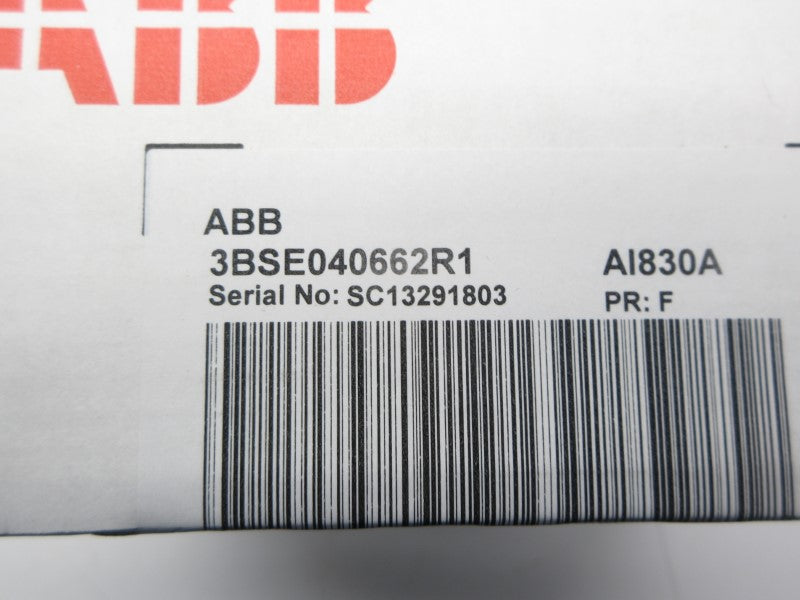 ABB
ABB
3BSE040662R1 AI830A
Serial No: SC13291803 PR: F